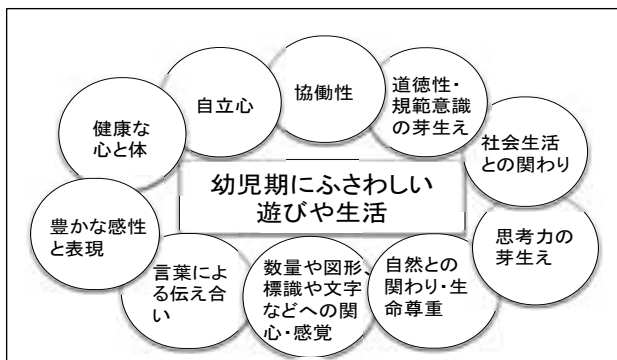 健康な
心と体
自立心
協働性
道徳性・
規範意識
の芽生え
社会生活
との関わり
思考力の
芽生え
自然との
関わり・生
命尊重
数量や図形、
標識や文字
などへの関
心・感覚
言葉によ
る伝え合
い
豊かな感性
と表現
幼児期にふさわしい
遊びや生活